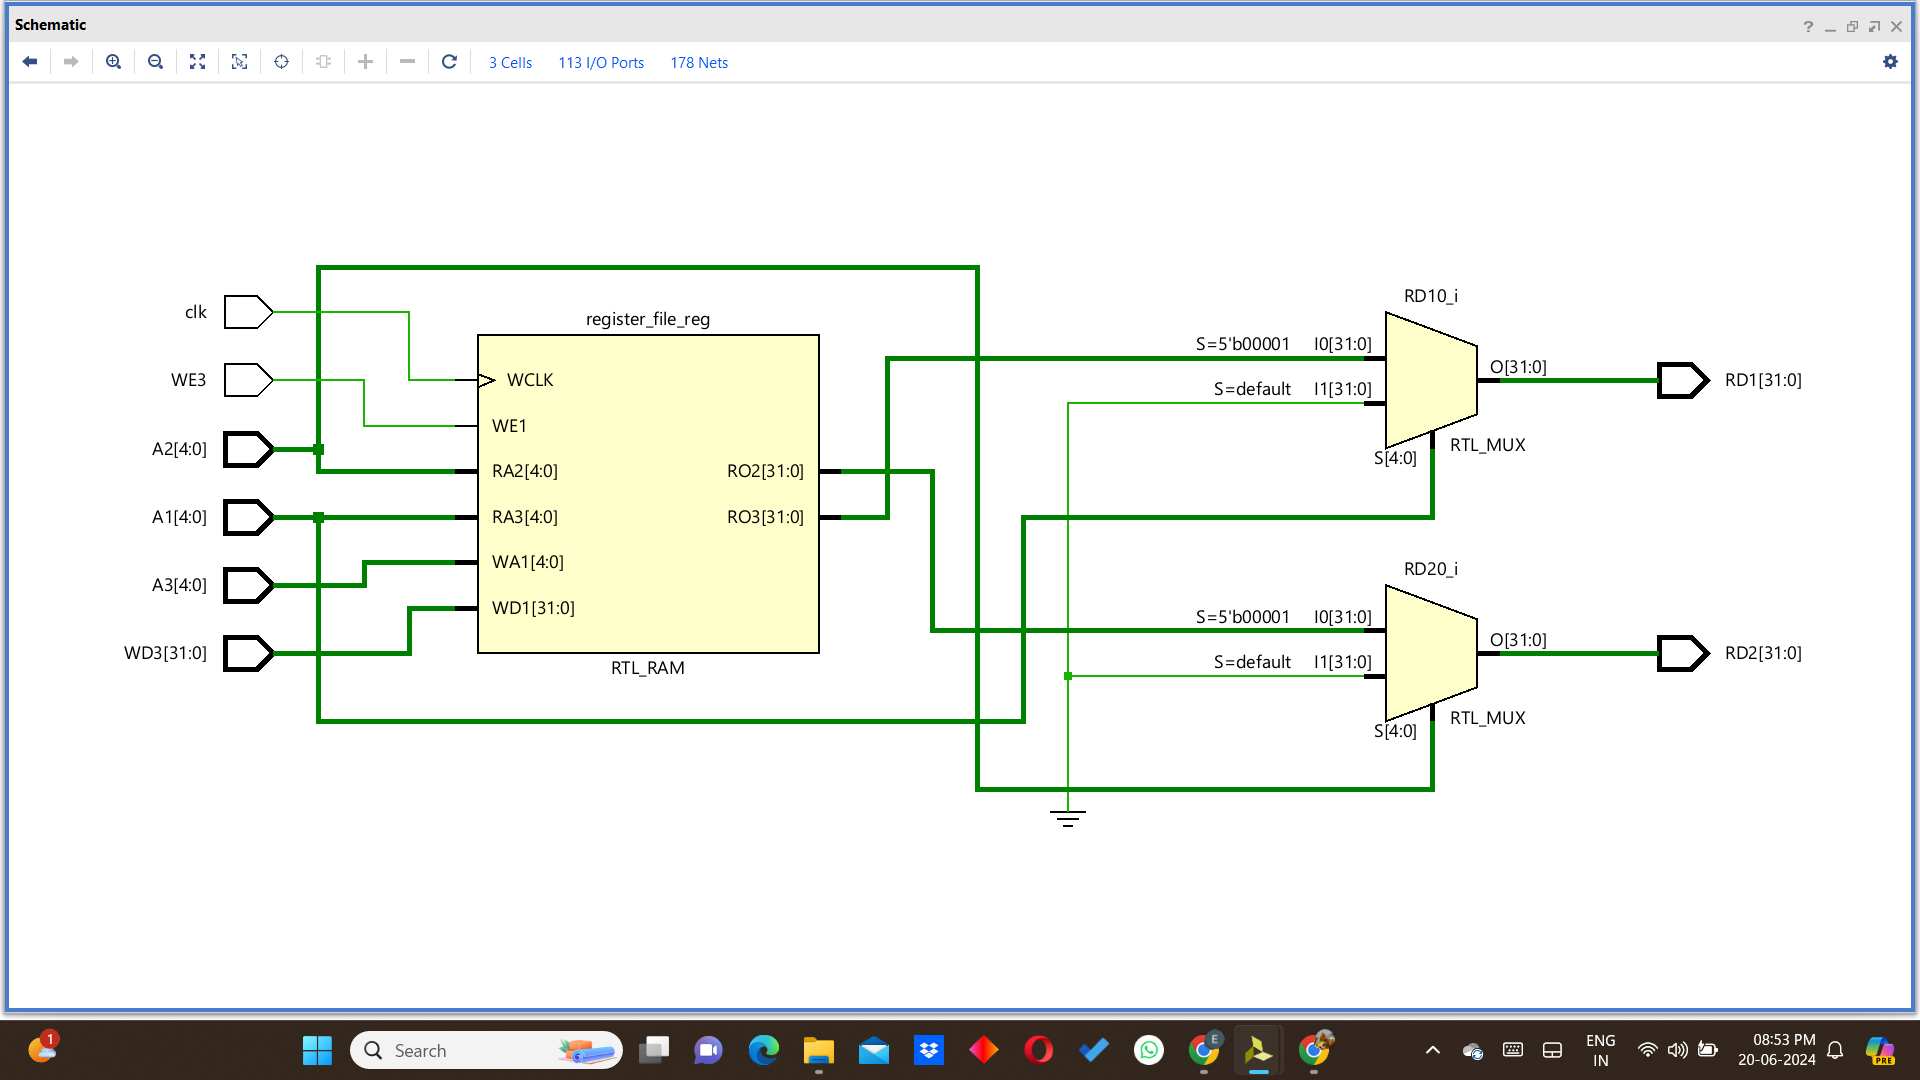 Schematic
3 Cells 113 I/O Ports 178 Nets
clk
WE3
A2[4:0]
A1[4:0]
A3[4:0]
WD3[31:0]
register_file_reg
WCLK
WE1
RA2[4:0] RO2[31:0]
RA3[4:0] RO3[31:0]
WA1[4:0]
WD1[31:0]
RTL_RAM
RD10_i
S=5'b00001 I0[31:0]
S=default I1[31:0]
O[31:0]
RD1[31:0]
RTL_MUX
S[4:0]
RD20_i
S=5'b00001 I0[31:0]
S=default I1[31:0]
O[31:0]
RD2[31:0]
RTL_MUX
S[4:0]
1
Search
E
ENG
IN
08:53 PM
20-06-2024
PRE